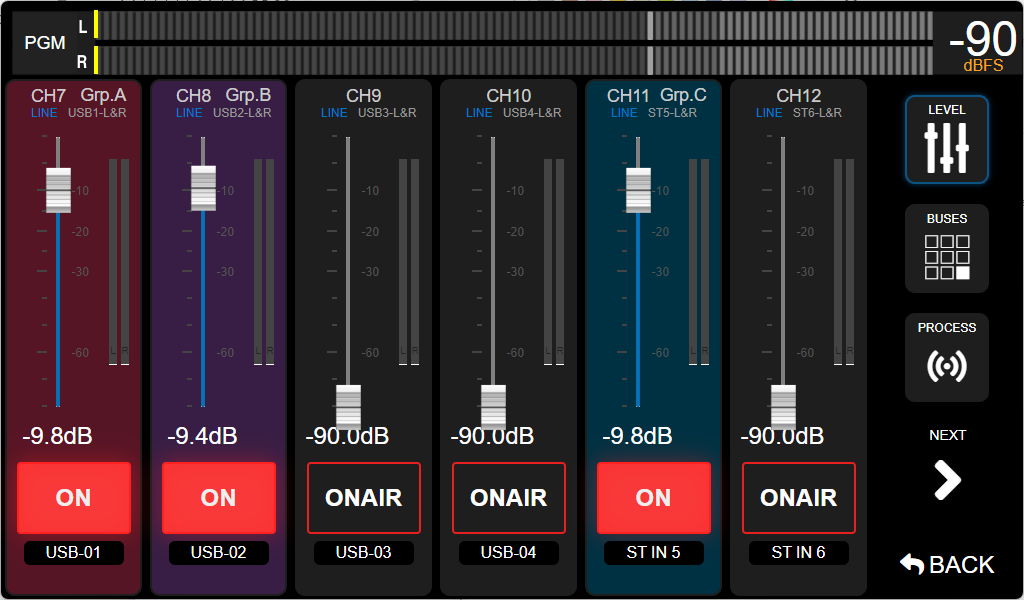 PGM
L
R
-90
dBFS
CH7 Grp.A
LINE USB1-L&R
-10
-20
-30
-60
L R
-9.8dB
ON
USB-01
CH8 Grp.B
LINE USB2-L&R
-10
-20
-30
-60
L R
-9.4dB
ON
USB-02
CH9
LINE USB3-L&R
-10
-20
-30
-60
L R
-90.0dB
ONAIR
USB-03
CH10
LINE USB4-L&R
-10
-20
-30
-60
L R
-90.0dB
ONAIR
USB-04
CH11 Grp.C
LINE ST5-L&R
-10
-20
-30
-60
L R
-9.8dB
ON
ST IN 5
CH12
LINE ST6-L&R
-10
-20
-30
-60
L R
-90.0dB
ONAIR
ST IN 6
LEVEL
BUSES
PROCESS
NEXT
BACK